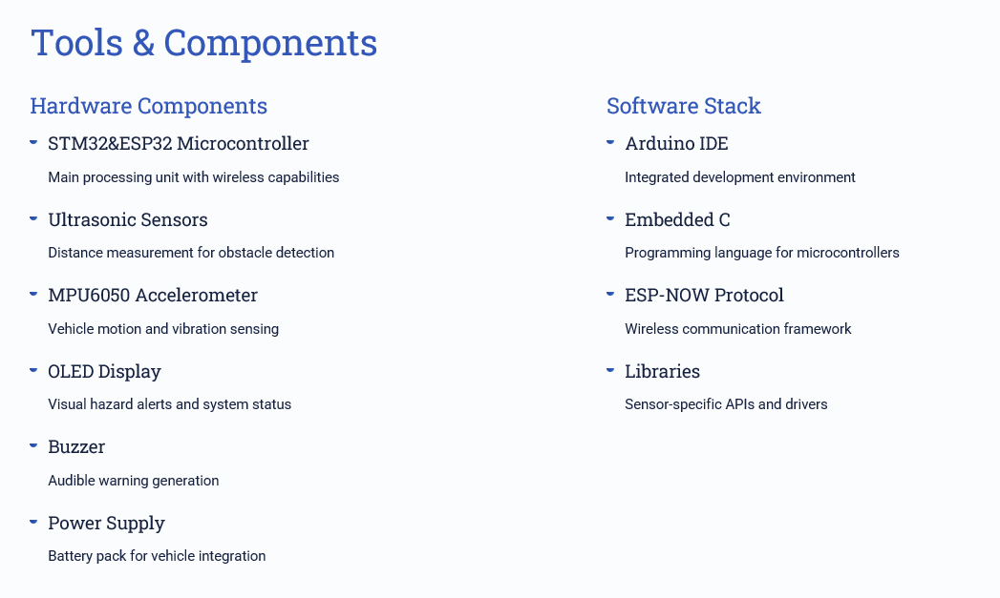 Tools & Components
Hardware Components
STM32&ESP32 Microcontroller
Main processing unit with wireless capabilities
Ultrasonic Sensors
Distance measurement for obstacle detection
MPU6050 Accelerometer
Vehicle motion and vibration sensing
OLED Display
Visual hazard alerts and system status
Buzzer
Audible warning generation
Power Supply
Battery pack for vehicle integration
Software Stack
Arduino IDE
Integrated development environment
Embedded C
Programming language for microcontrollers
ESP-NOW Protocol
Wireless communication framework
Libraries
Sensor-specific APIs and drivers